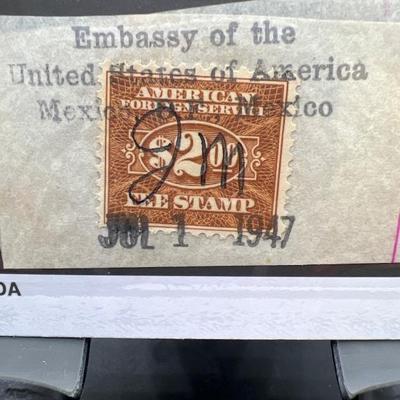 Embassy of the
United States of America
Mexico, D.F., Mexico
AMERICAN
FOREIGN SERVICE
$2.00
FEE STAMP
JUL 1 1947
DA